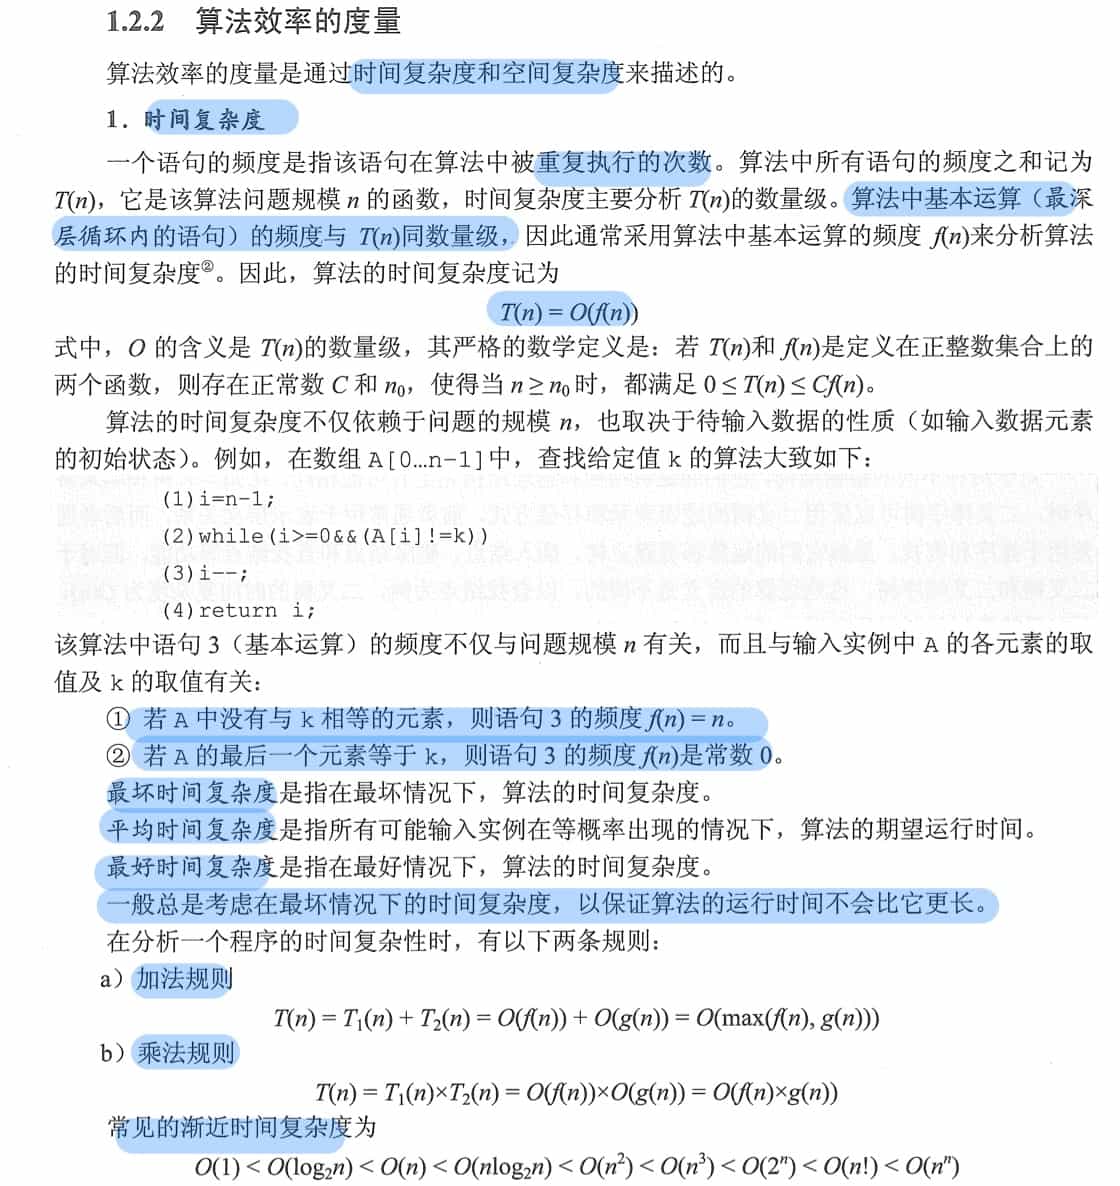 1.2.2 算法效率的度量
算法效率的度量是通过时间复杂度和空间复杂度来描述的。
1. 时间复杂度
一个语句的频度是指该语句在算法中被重复执行的次数。算法中所有语句的频度之和记为
T(n)，它是该算法问题规模 n 的函数，时间复杂度主要分析 T(n)的数量级。算法中基本运算（最深
层循环内的语句）的频度与 T(n)同数量级，因此通常采用算法中基本运算的频度 f(n)来分析算法
的时间复杂度②。因此，算法的时间复杂度记为
T(n) = O(f(n))
式中，O 的含义是 T(n)的数量级，其严格的数学定义是：若 T(n)和 f(n)是定义在正整数集合上的
两个函数，则存在正常数 C 和 n₀，使得当 n ≥ n₀ 时，都满足 0 ≤ T(n) ≤ Cf(n)。
算法的时间复杂度不仅依赖于问题的规模 n，也取决于待输入数据的性质（如输入数据元素
的初始状态）。例如，在数组 A[0…n-1]中，查找给定值 k 的算法大致如下：
(1)i=n-1;
(2)while(i>=0&&(A[i]!=k))
(3)i--;
(4)return i;
该算法中语句 3（基本运算）的频度不仅与问题规模 n 有关，而且与输入实例中 A 的各元素的取
值及 k 的取值有关：
① 若 A 中没有与 k 相等的元素，则语句 3 的频度 f(n) = n。
② 若 A 的最后一个元素等于 k，则语句 3 的频度 f(n)是常数 0。
最坏时间复杂度是指在最坏情况下，算法的时间复杂度。
平均时间复杂度是指所有可能输入实例在等概率出现的情况下，算法的期望运行时间。
最好时间复杂度是指在最好情况下，算法的时间复杂度。
一般总是考虑在最坏情况下的时间复杂度，以保证算法的运行时间不会比它更长。
在分析一个程序的时间复杂性时，有以下两条规则：
a）加法规则
T(n) = T₁(n) + T₂(n) = O(f(n)) + O(g(n)) = O(max(f(n), g(n)))
b）乘法规则
T(n) = T₁(n)×T₂(n) = O(f(n))×O(g(n)) = O(f(n)×g(n))
常见的渐近时间复杂度为
O(1) < O(log₂n) < O(n) < O(nlog₂n) < O(n²) < O(n³) < O(2ⁿ) < O(n!) < O(nⁿ)